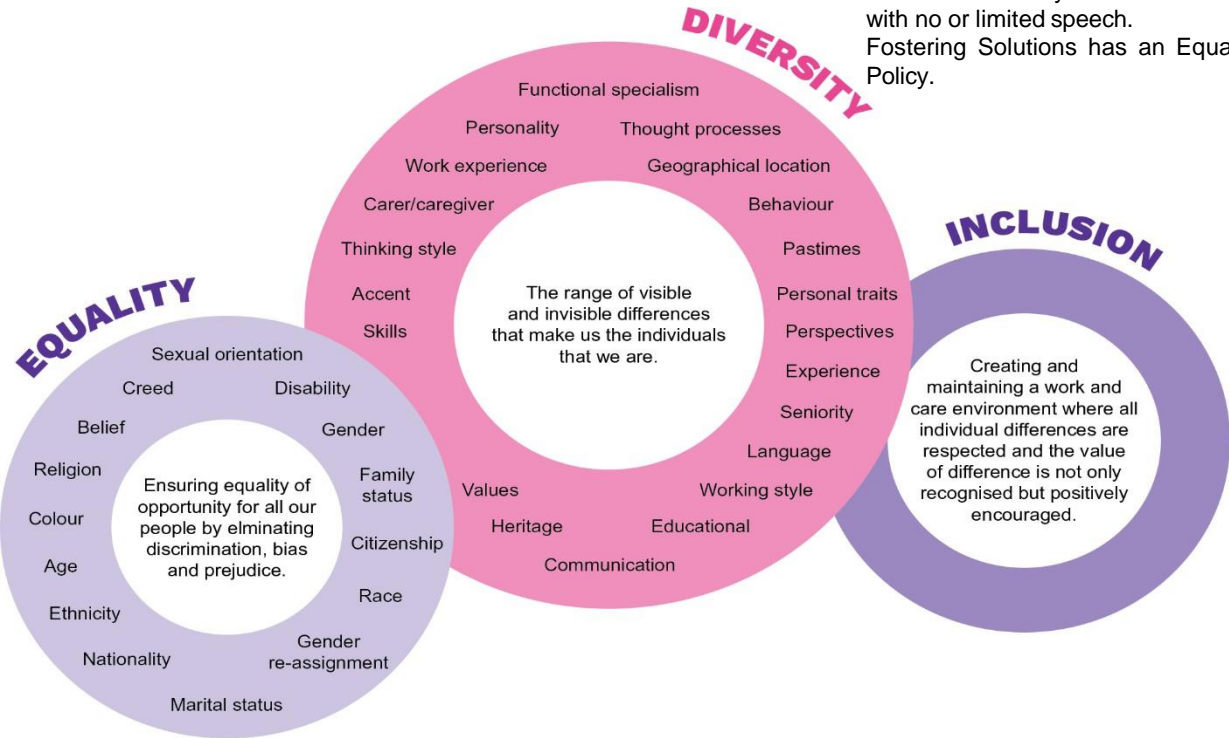 with no or limited speech.
Fostering Solutions has an Equa
Policy.
DIVERSITY
Functional specialism
Personality
Thought processes
Work experience
Geographical location
Carer/caregiver
Behaviour
Thinking style
Pastimes
Accent
Personal traits
Skills
Perspectives
Experience
Seniority
Language
Values
Working style
Heritage
Educational
Communication
The range of visible
and invisible differences
that make us the individuals
that we are.
EQUALITY
Sexual orientation
Creed
Disability
Belief
Gender
Religion
Family
status
Colour
Citizenship
Age
Race
Ethnicity
Gender
re-assignment
Nationality
Marital status
Ensuring equality of
opportunity for all our
people by elminating
discrimination, bias
and prejudice.
INCLUSION
Creating and
maintaining a work and
care environment where all
individual differences are
respected and the value
of difference is not only
recognised but positively
encouraged.